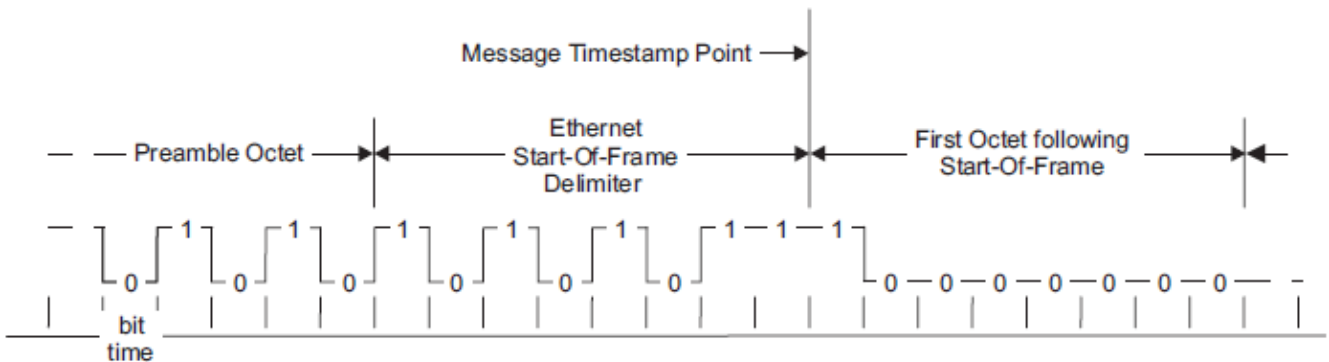 Message Timestamp Point
Preamble Octet
Ethernet
Start-Of-Frame
Delimiter
First Octet following
Start-Of-Frame
0 1 0 1 0 1 0 1 0 1 0 1 1 1 0 0 0 0 0 0 0
bit
time